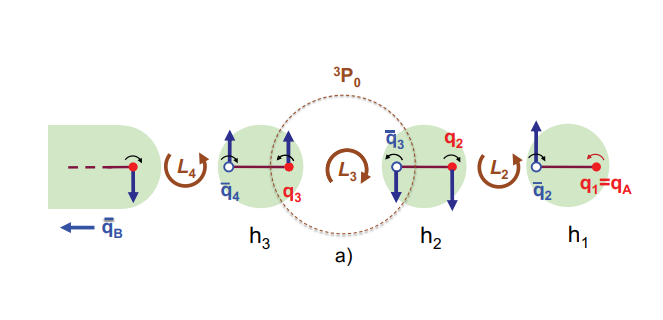 ³P₀
L₄
L₃
L₂
q̄₃
q₂
q̄₄
q₃
q̄₂
q₁=q_A
q̄_B
h₃
h₂
h₁
a)